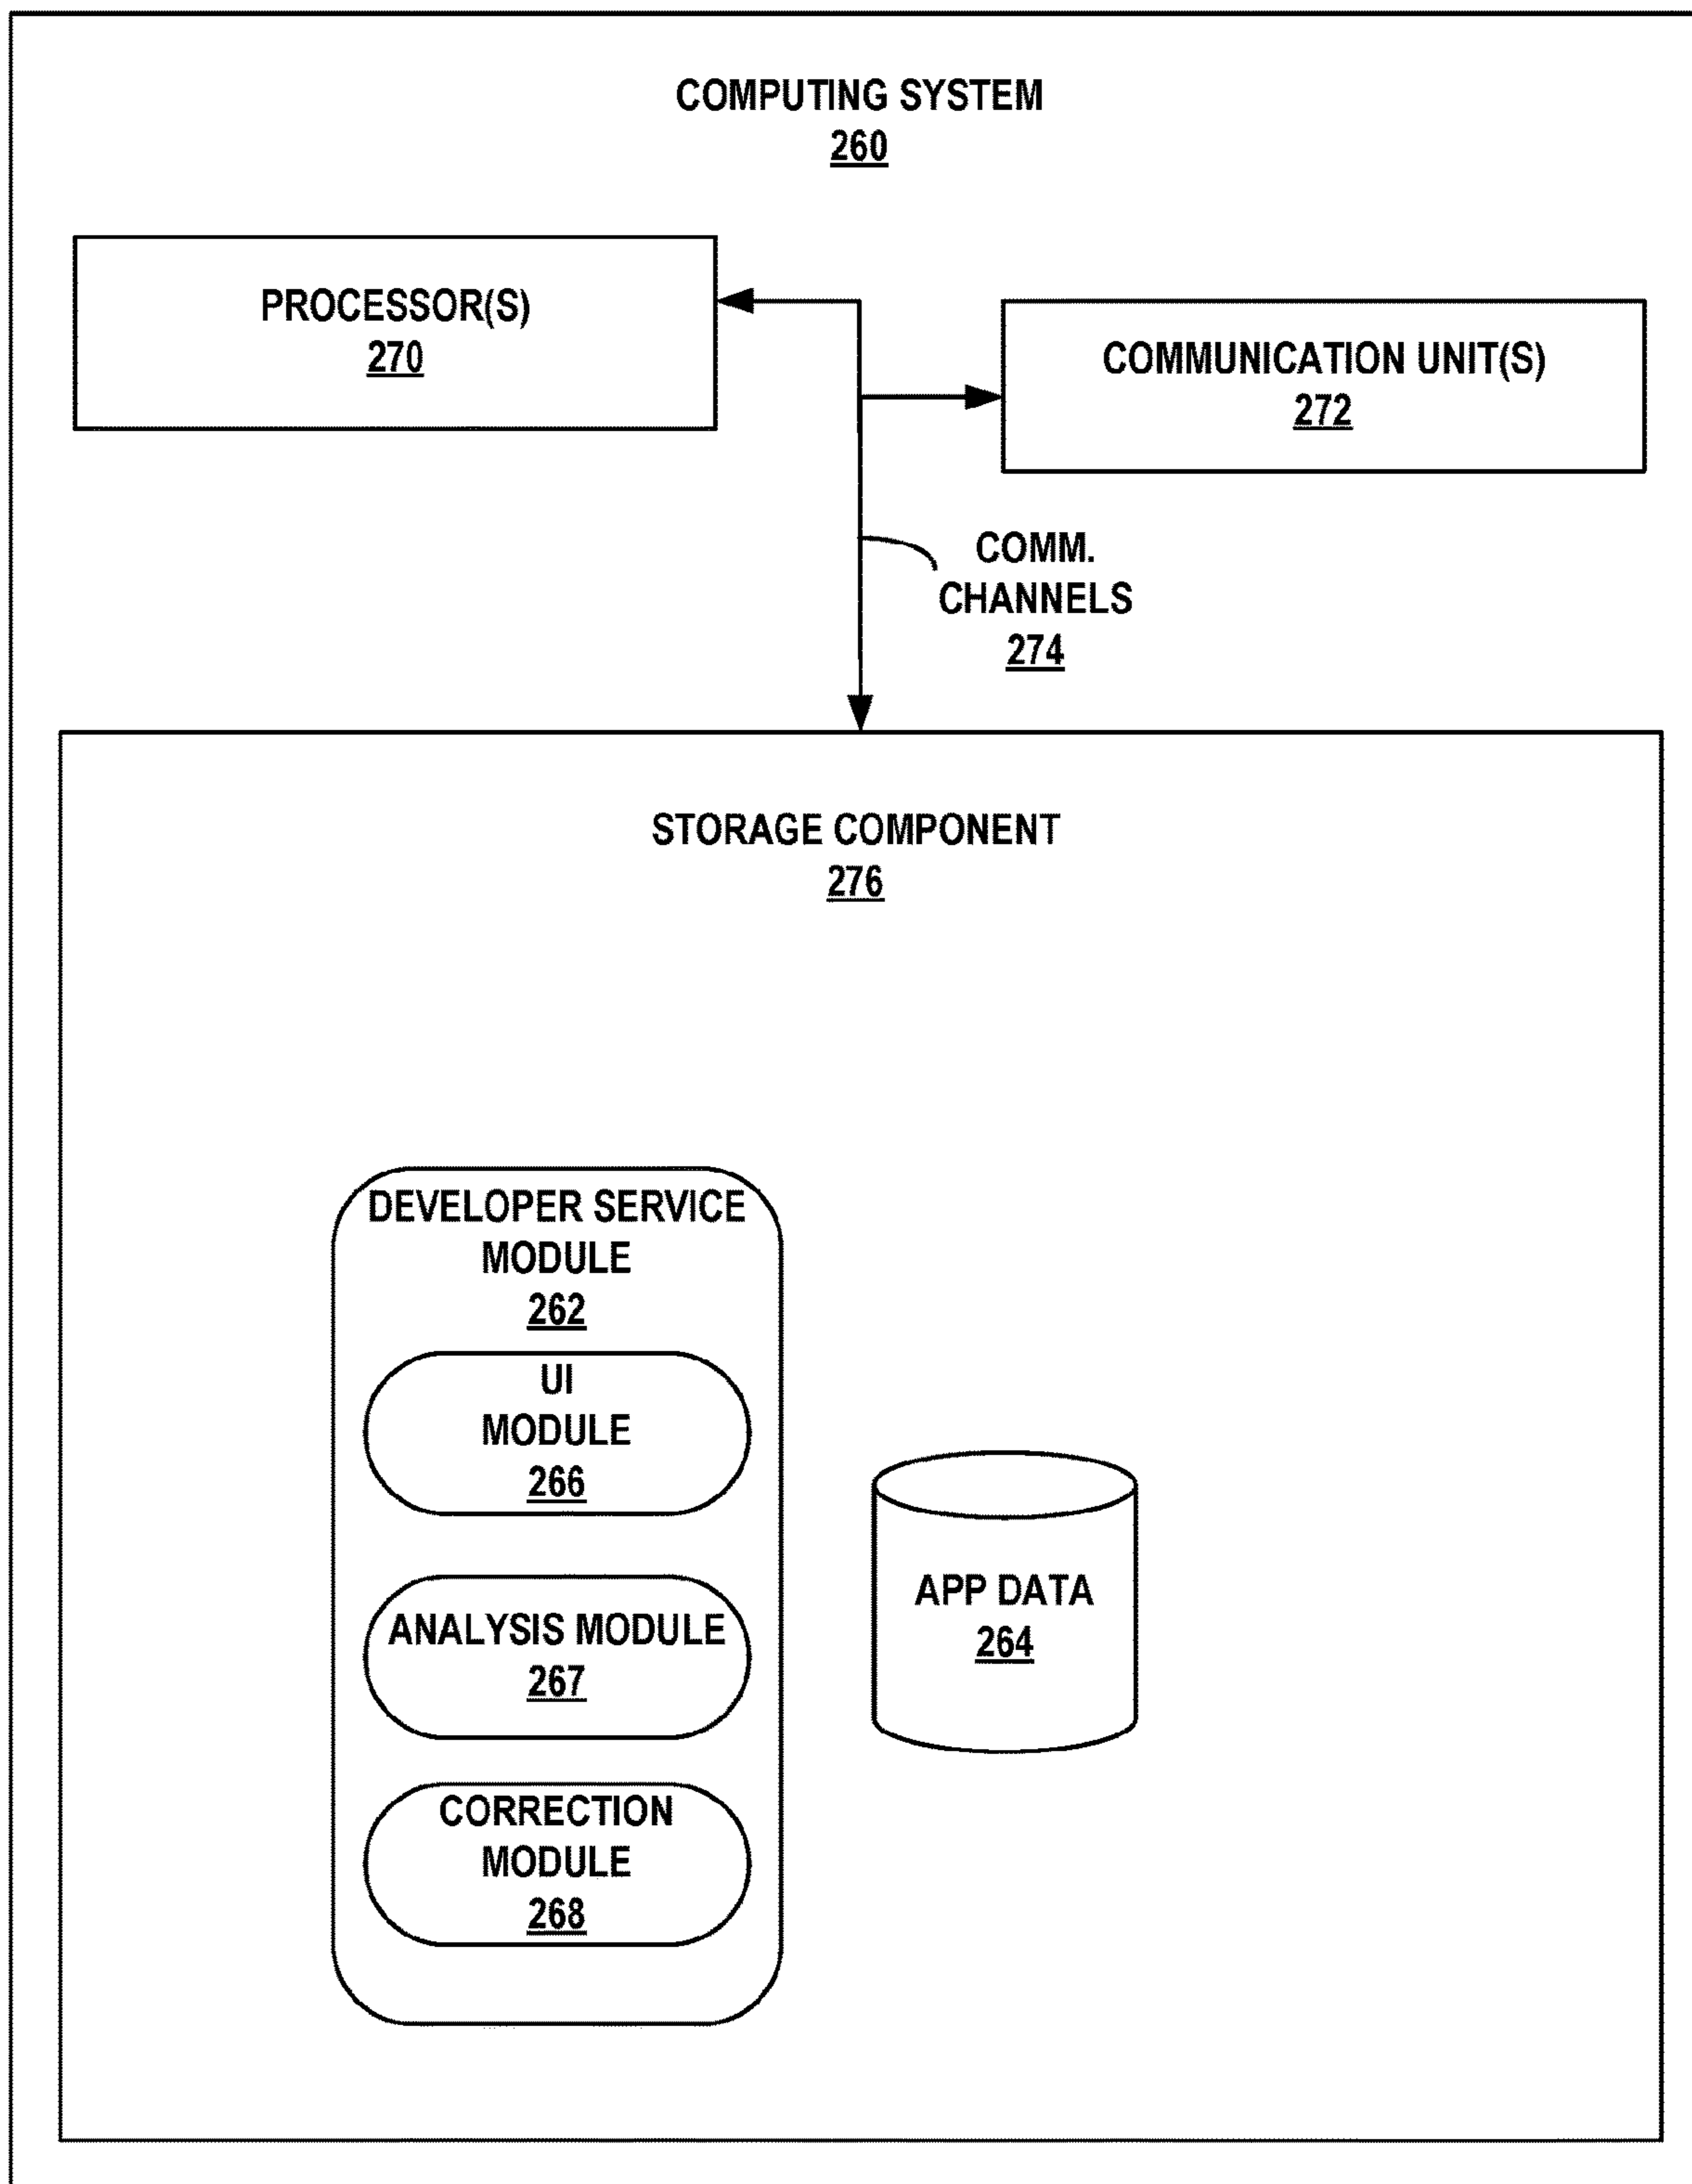 COMPUTING SYSTEM
260
PROCESSOR(S)
270
COMMUNICATION UNIT(S)
272
COMM.
CHANNELS
274
STORAGE COMPONENT
276
DEVELOPER SERVICE
MODULE
262
UI
MODULE
266
ANALYSIS MODULE
267
CORRECTION
MODULE
268
APP DATA
264